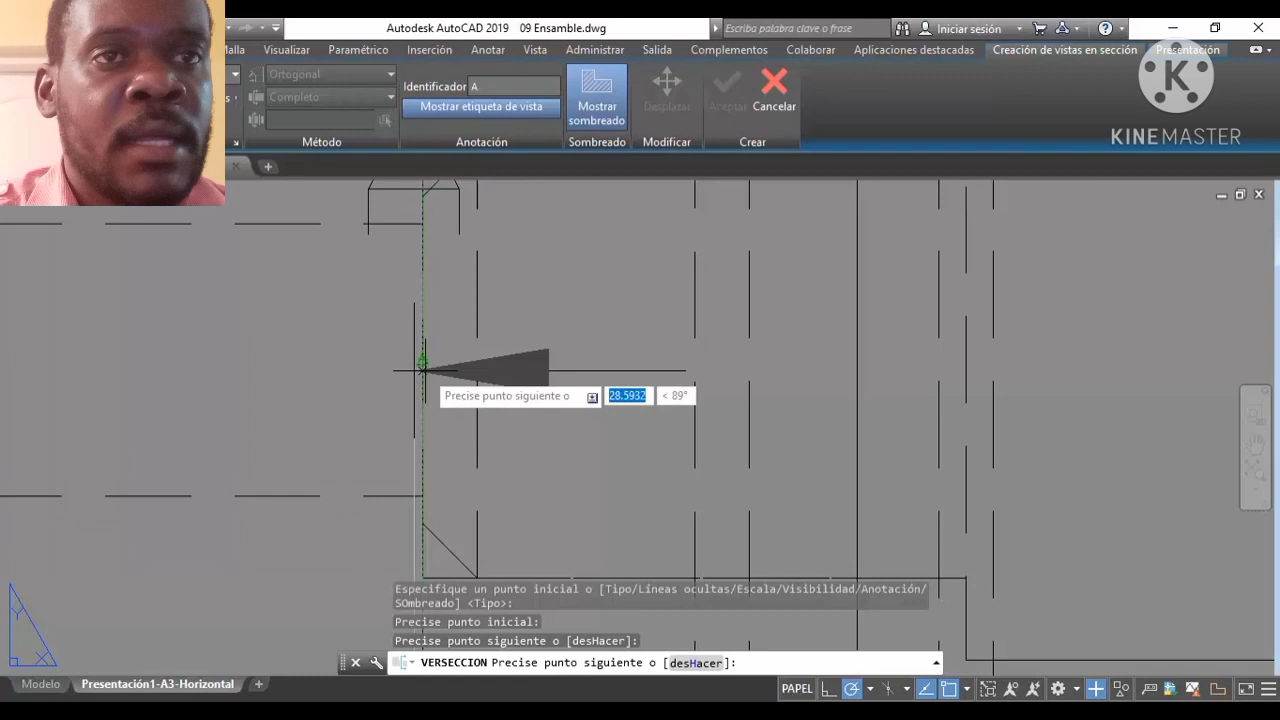 Autodesk AutoCAD 2019 09 Ensamble.dwg
Escriba palabra clave o frase
Iniciar sesión
Visualizar Paramétrico Inserción Anotar Vista Administrar Salida Complementos Colaborar Aplicaciones destacadas Creación de vistas en sección Presentación
Ortogonal
Completo
Método
Identificador A
Mostrar etiqueta de vista
Anotación
Mostrar
sombreado
Sombreado
Desplazar
Modificar
Aceptar
Cancelar
Crear
K
KINEMASTER
Precise punto siguiente o 28.5932 < 89°
Especifique un punto inicial o [Tipo/Líneas ocultas/Escala/Visibilidad/Anotación/
SOmbreado] <Tipo>:
Precise punto inicial:
Precise punto siguiente o [desHacer]:
VERSECCION Precise punto siguiente o [desHacer]:
Y
X
Modelo Presentación1-A3-Horizontal
PAPEL